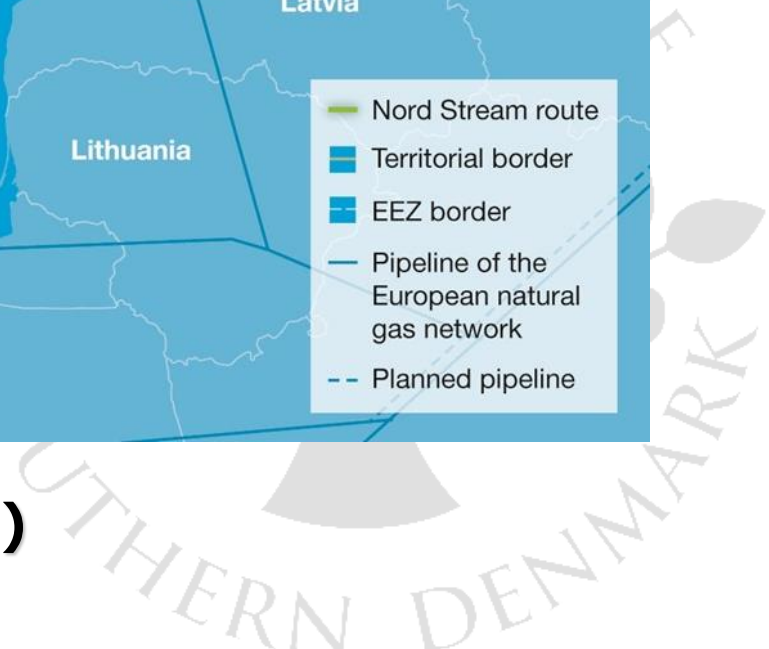 Latvia
Lithuania
Nord Stream route
Territorial border
EEZ border
Pipeline of the
European natural
gas network
Planned pipeline
)
UTHERN DENMARK